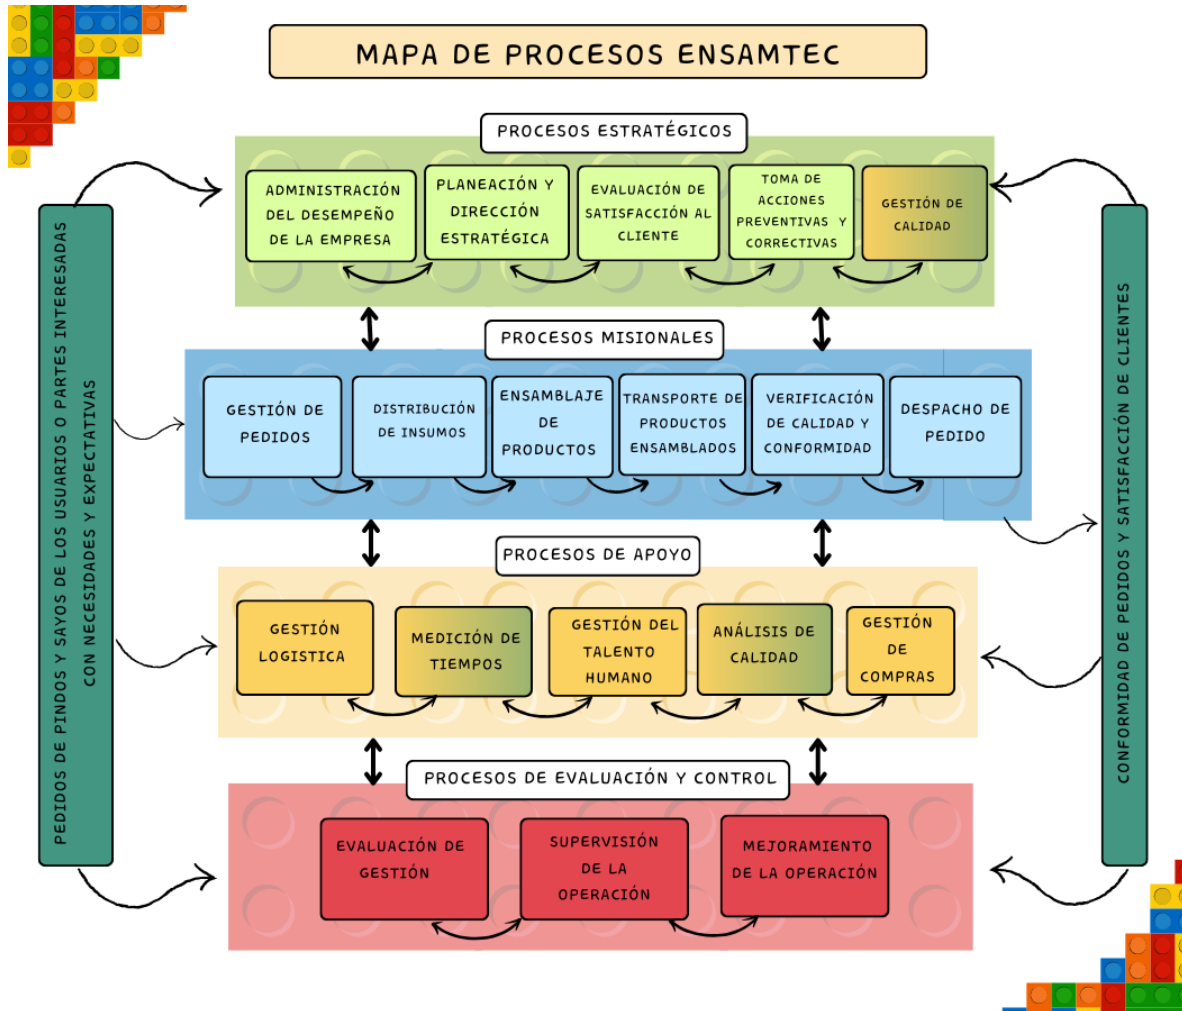 MAPA DE PROCESOS ENSAMTEC
PROCESOS ESTRATÉGICOS
ADMINISTRACIÓN
DEL DESEMPEÑO
DE LA EMPRESA
PLANEACIÓN Y
DIRECCIÓN
ESTRATÉGICA
EVALUACIÓN DE
SATISFACCIÓN AL
CLIENTE
TOMA DE
ACCIONES
PREVENTIVAS Y
CORRECTIVAS
GESTIÓN DE
CALIDAD
PEDIDOS DE PINDOS Y SAYOS DE LOS USUARIOS O PARTES INTERESADAS
CON NECESIDADES Y EXPECTATIVAS
PROCESOS MISIONALES
GESTIÓN DE
PEDIDOS
DISTRIBUCIÓN
DE INSUMOS
ENSAMBLAJE
DE
PRODUCTOS
TRANSPORTE DE
PRODUCTOS
ENSAMBLADOS
VERIFICACIÓN
DE CALIDAD Y
CONFORMIDAD
DESPACHO DE
PEDIDO
CONFORMIDAD DE PEDIDOS Y SATISFACCIÓN DE CLIENTES
PROCESOS DE APOYO
GESTIÓN
LOGISTICA
MEDICIÓN DE
TIEMPOS
GESTIÓN DEL
TALENTO
HUMANO
ANÁLISIS DE
CALIDAD
GESTIÓN
DE
COMPRAS
PROCESOS DE EVALUACIÓN Y CONTROL
EVALUACIÓN DE
GESTIÓN
SUPERVISIÓN
DE LA
OPERACIÓN
MEJORAMIENTO
DE LA OPERACIÓN